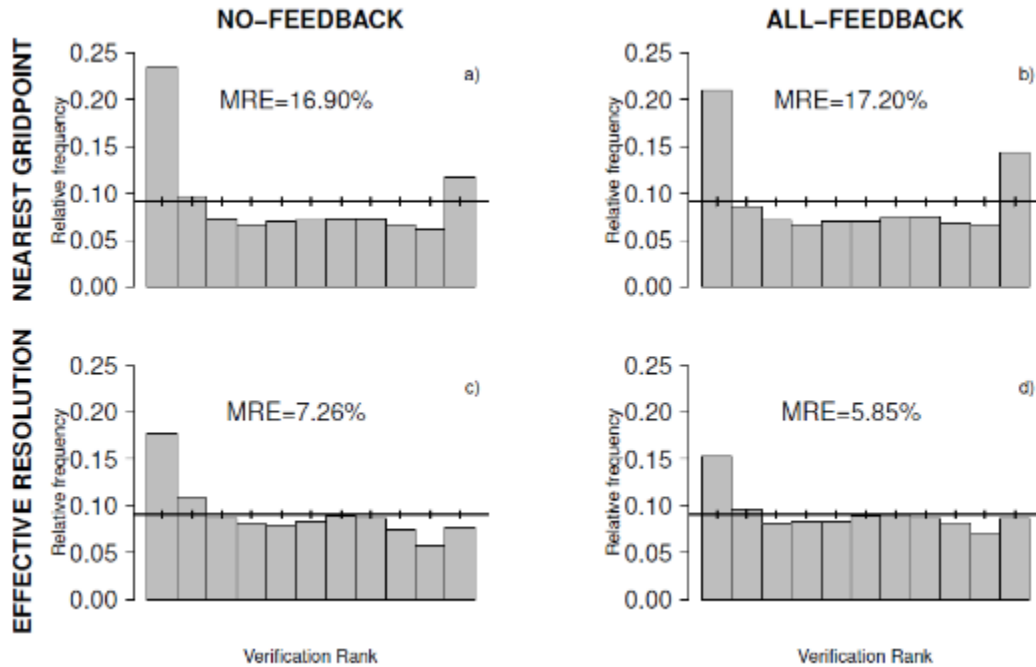 NO-FEEDBACK
ALL-FEEDBACK
NEAREST GRIDPOINT
Relative frequency
0.25
0.20
0.15
0.10
0.05
0.00
a)
MRE=16.90%
Relative frequency
0.25
0.20
0.15
0.10
0.05
0.00
b)
MRE=17.20%
EFFECTIVE RESOLUTION
Relative frequency
0.25
0.20
0.15
0.10
0.05
0.00
c)
MRE=7.26%
Verification Rank
Relative frequency
0.25
0.20
0.15
0.10
0.05
0.00
d)
MRE=5.85%
Verification Rank